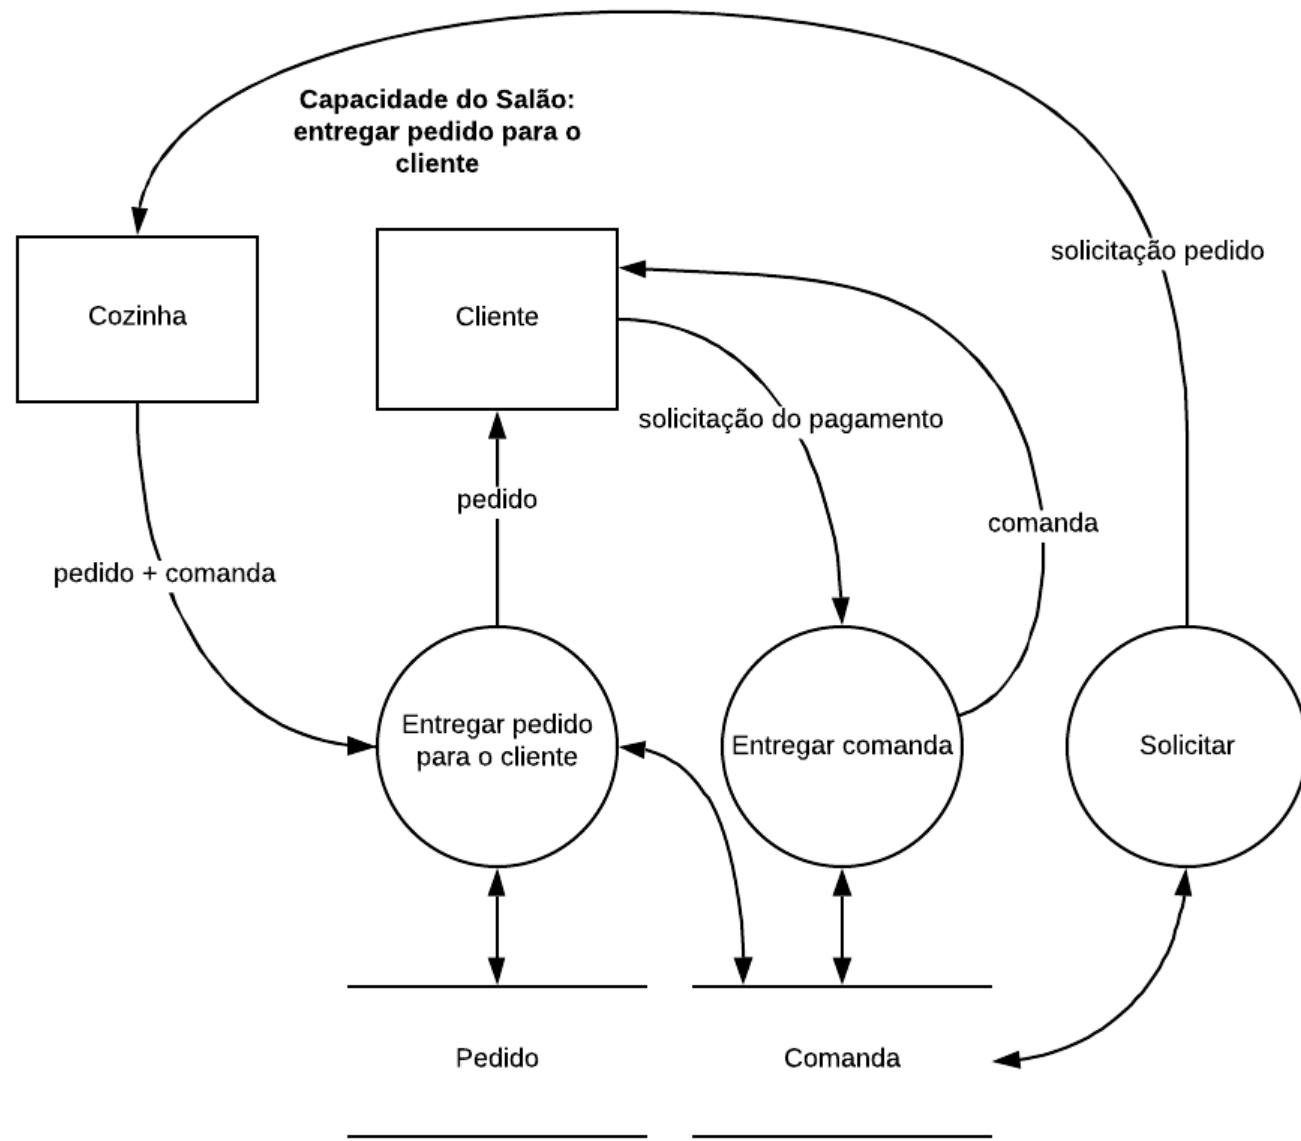 Capacidade do Salão:
entregar pedido para o
cliente
solicitação pedido
Cozinha
Cliente
solicitação do pagamento
pedido
comanda
pedido + comanda
Entregar pedido
para o cliente
Entregar comanda
Solicitar
Pedido
Comanda